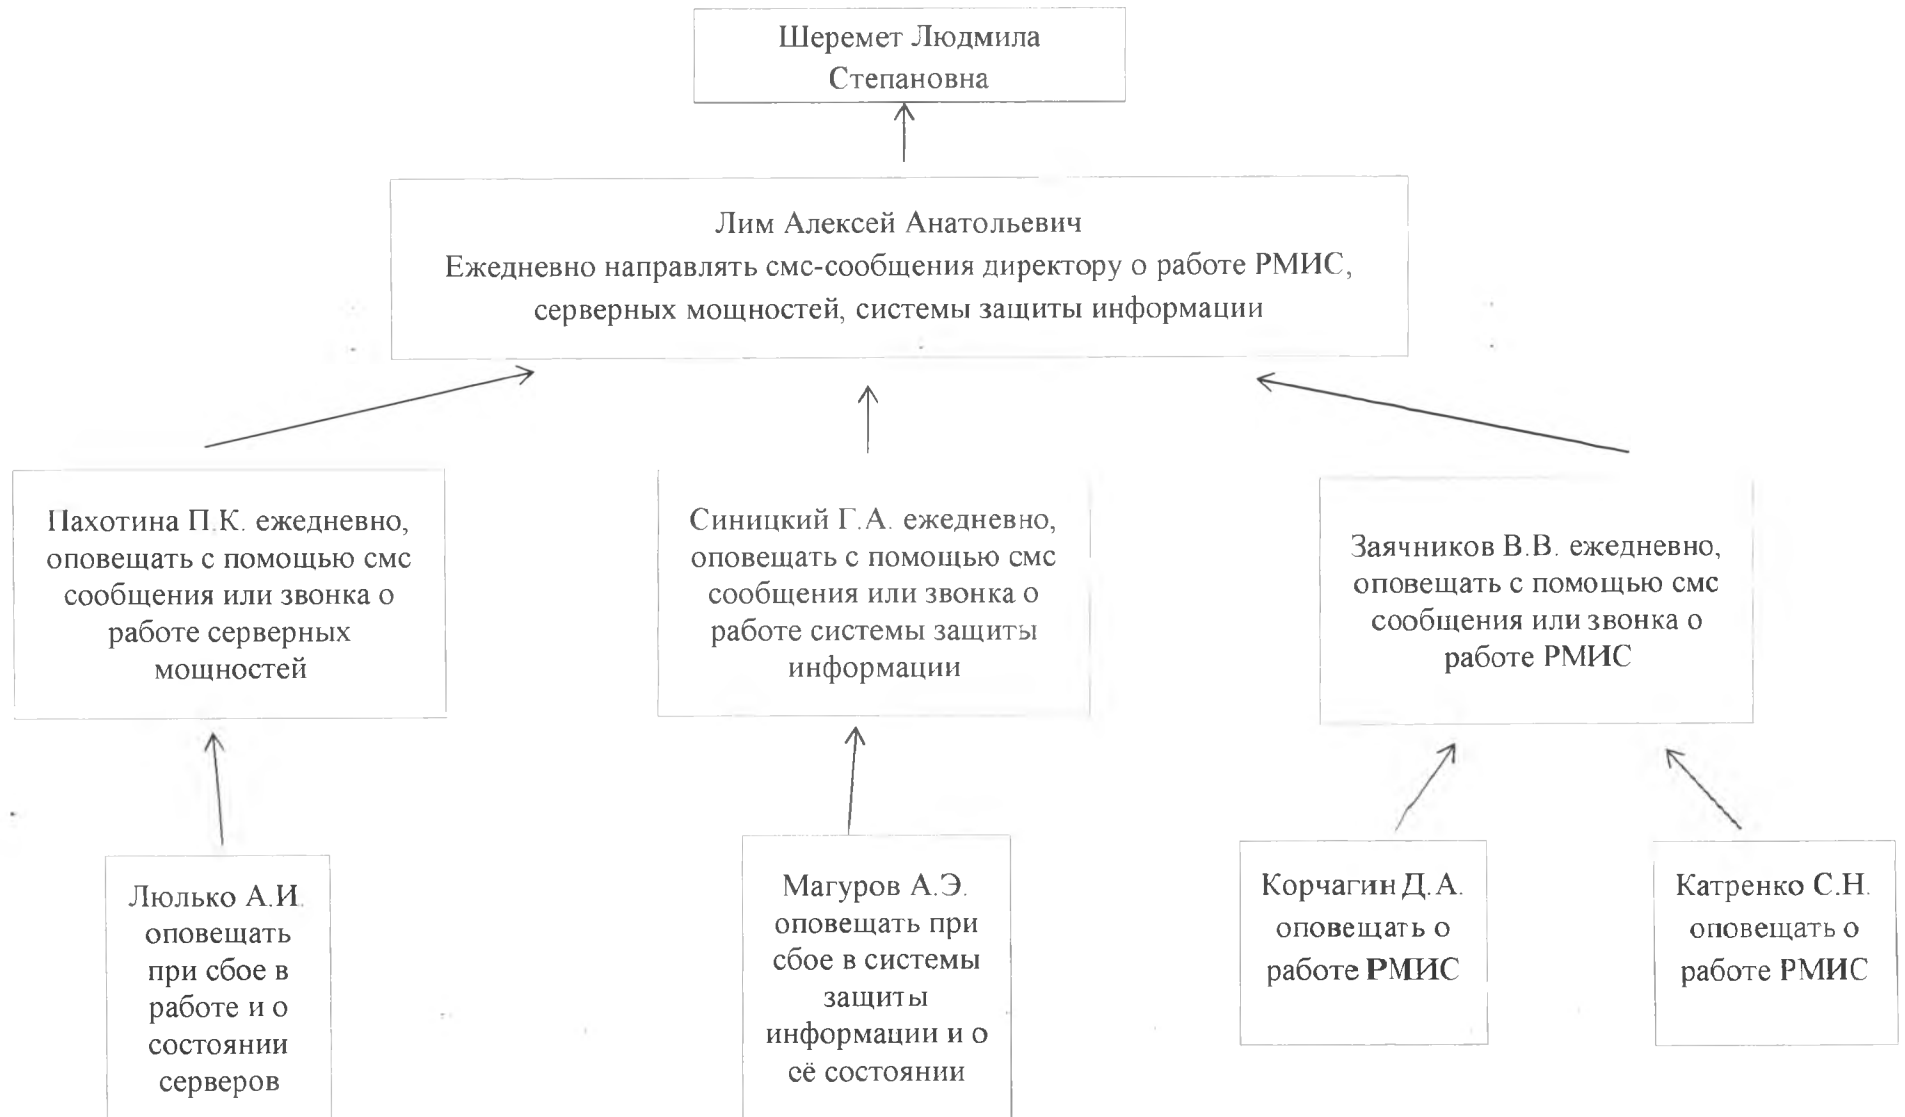 Шеремет Людмила
Степановна
Лим Алексей Анатольевич
Ежедневно направлять смс-сообщения директору о работе РМИС,
серверных мощностей, системы защиты информации
Пахотина П.К. ежедневно,
оповещать с помощью смс
сообщения или звонка о
работе серверных
мощностей
Синицкий Г.А. ежедневно,
оповещать с помощью смс
сообщения или звонка о
работе системы защиты
информации
Заячников В.В. ежедневно,
оповещать с помощью смс
сообщения или звонка о
работе РМИС
Люлько А.И.
оповещать
при сбое в
работе и о
состоянии
серверов
Магуров А.Э.
оповещать при
сбое в системы
защиты
информации и о
её состоянии
Корчагин Д.А.
оповещать о
работе РМИС
Катренко С.Н.
оповещать о
работе РМИС